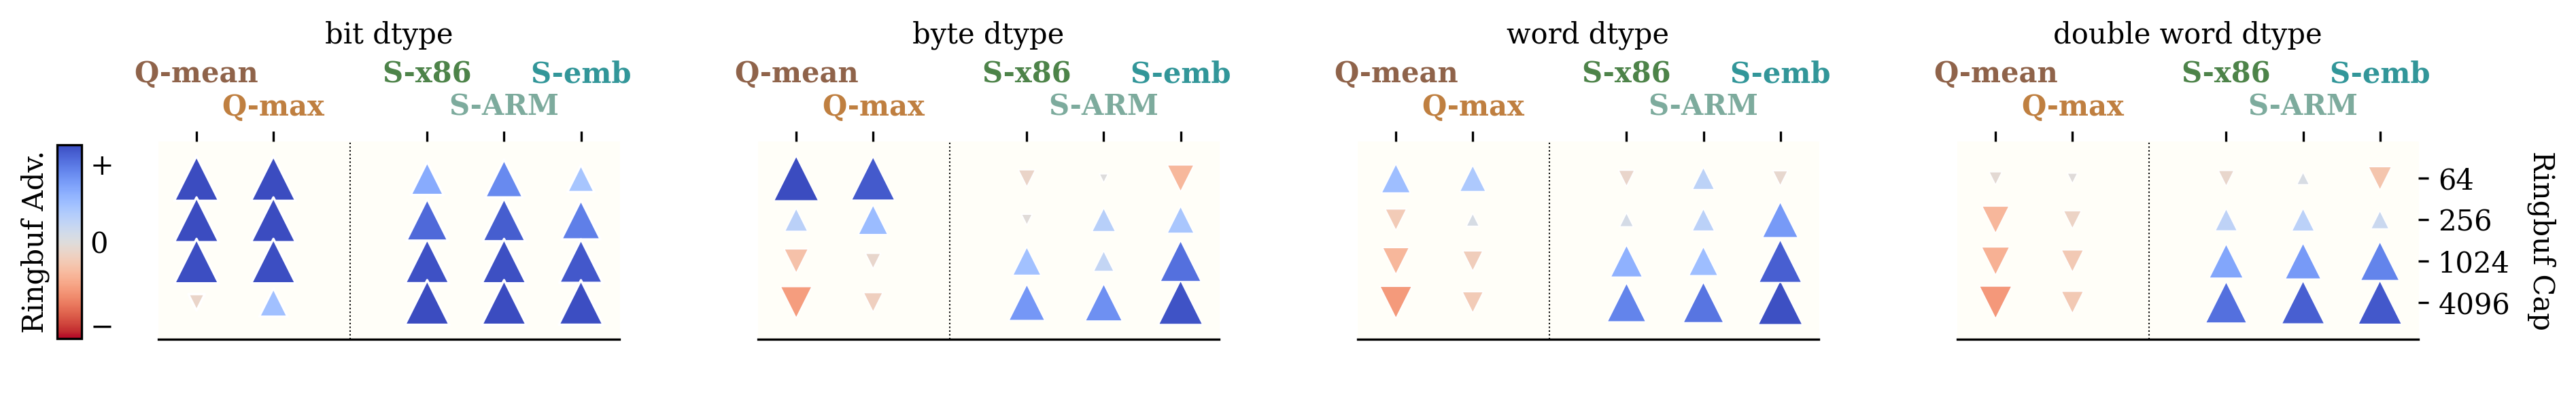 bit dtype
Q-mean S-x86 S-emb
Q-max S-ARM
byte dtype
Q-mean S-x86 S-emb
Q-max S-ARM
word dtype
Q-mean S-x86 S-emb
Q-max S-ARM
double word dtype
Q-mean S-x86 S-emb
Q-max S-ARM
Ringbuf Adv.
+
0
−
64
256
1024
4096
Ringbuf Cap